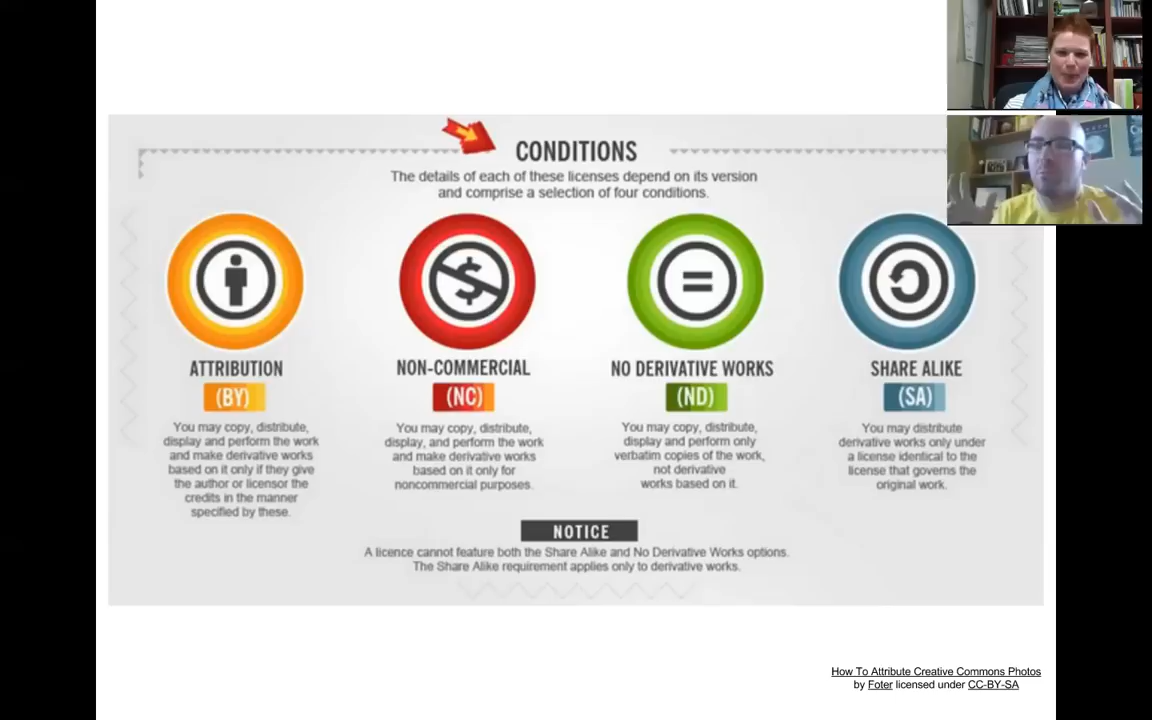 CONDITIONS
The details of each of these licenses depend on its version
and comprise a selection of four conditions.
ATTRIBUTION
(BY)
You may copy, distribute,
display and perform the work
and make derivative works
based on it only if they give
the author or licensor the
credits in the manner
specified by these.
NON-COMMERCIAL
(NC)
You may copy, distribute,
display, and perform the work
and make derivative works
based on it only for
noncommercial purposes.
NO DERIVATIVE WORKS
(ND)
You may copy, distribute,
display and perform only
verbatim copies of the work,
not derivative
works based on it.
SHARE ALIKE
(SA)
You may distribute
derivative works only under
a license identical to the
license that governs the
original work.
NOTICE
A licence cannot feature both the Share Alike and No Derivative Works options.
The Share Alike requirement applies only to derivative works.
How To Attribute Creative Commons Photos
by Foter licensed under CC-BY-SA